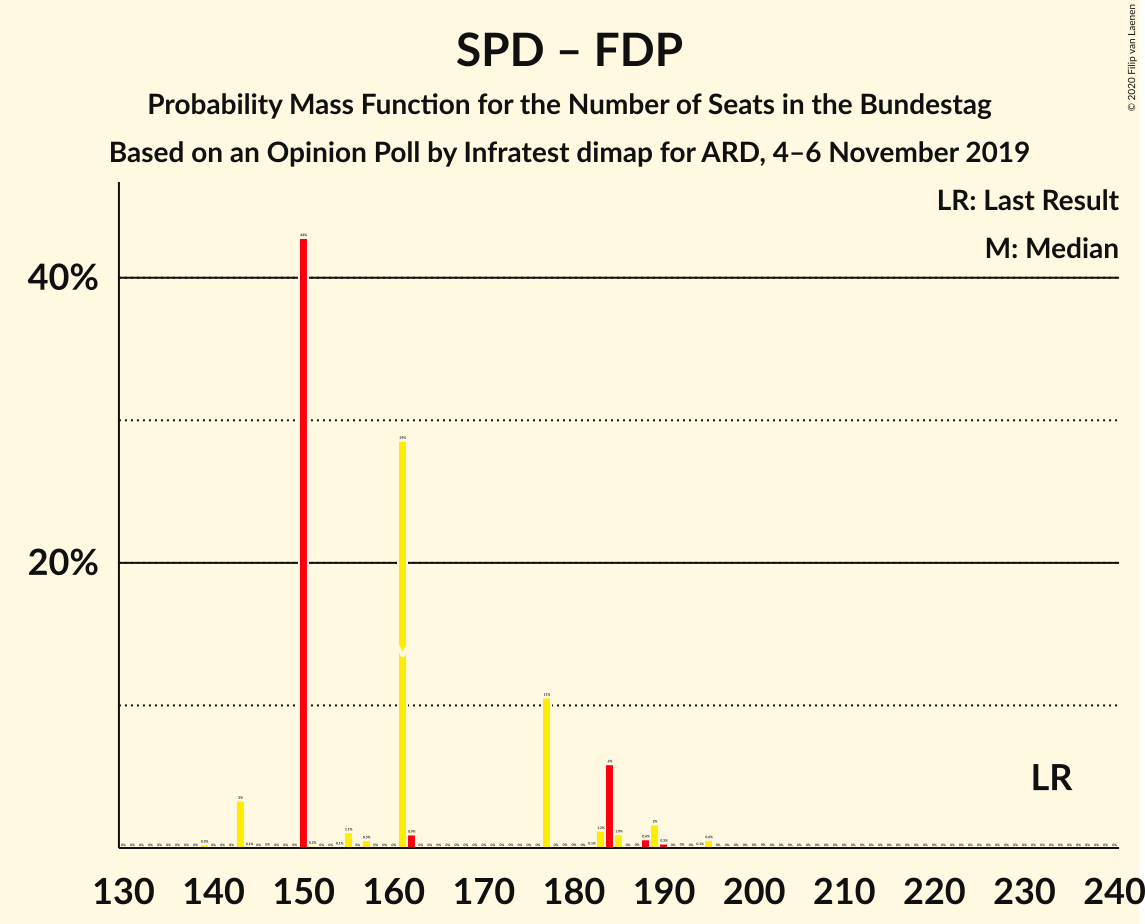 SPD – FDP
Probability Mass Function for the Number of Seats in the Bundestag
Based on an Opinion Poll by Infratest dimap for ARD, 4–6 November 2019
© 2020 Filip van Laenen
LR: Last Result
M: Median
40%
20%
M
LR
130 140 150 160 170 180 190 200 210 220 230 240